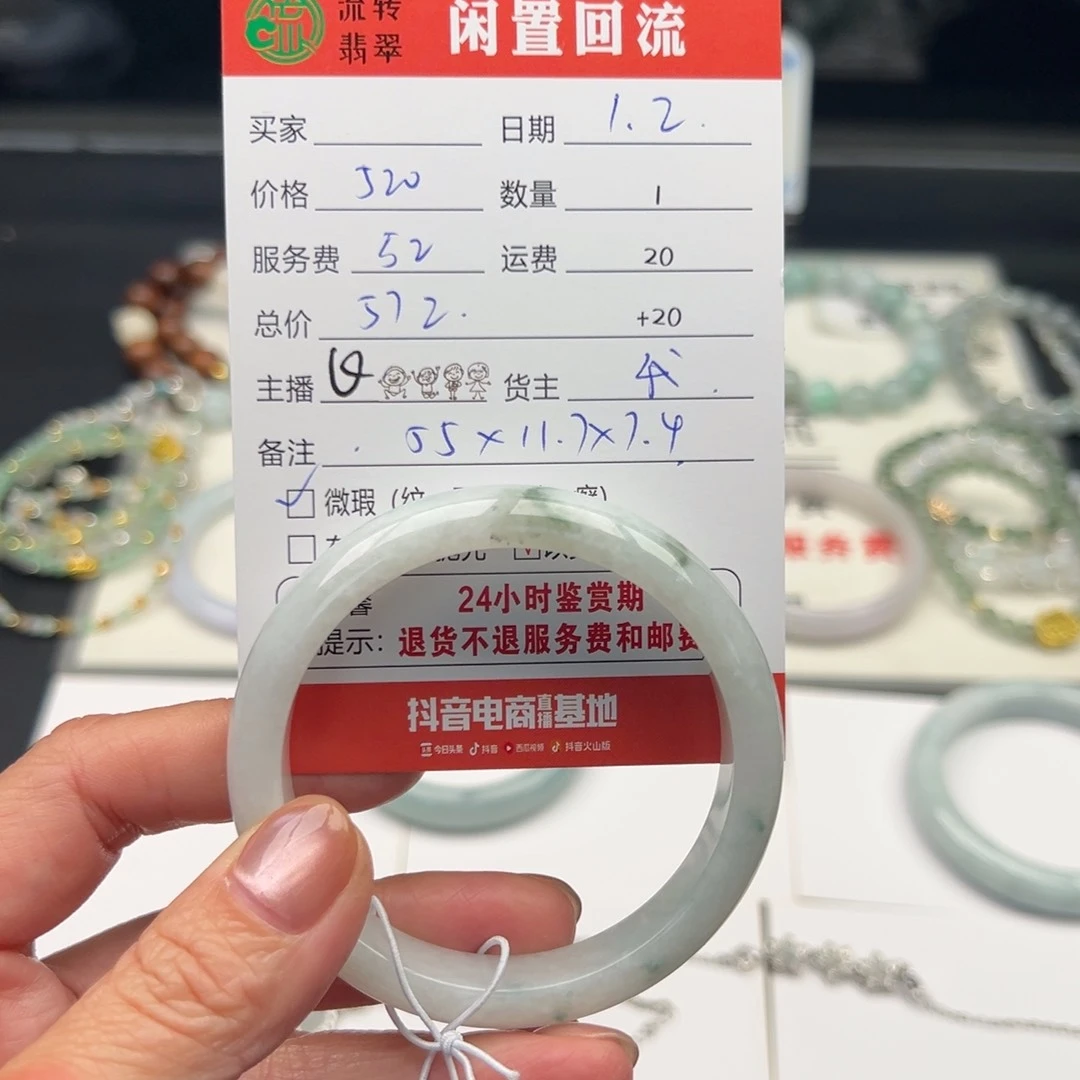 流转 闲置回流
翡翠
买家 日期 1.2.
价格 520 数量 1
服务费 52 运费 20
总价 572. +20
主播 货主
备注 55×11.7×7.4
微瑕(纹
24小时鉴赏期
提示:退货不退服务费和邮费
抖音电商直播基地
今日头条 抖音 西瓜视频 抖音火山版
服务费